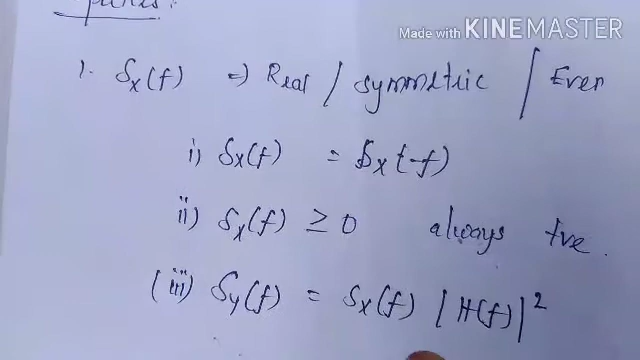 Made with KINEMASTER
1. Sx(f) => Real / symmetric / Even
i) Sx(f) = Sx(-f)
ii) Sx(f) ≥ 0 always +ve.
(iii) Sy(f) = Sx(f) |H(f)|²